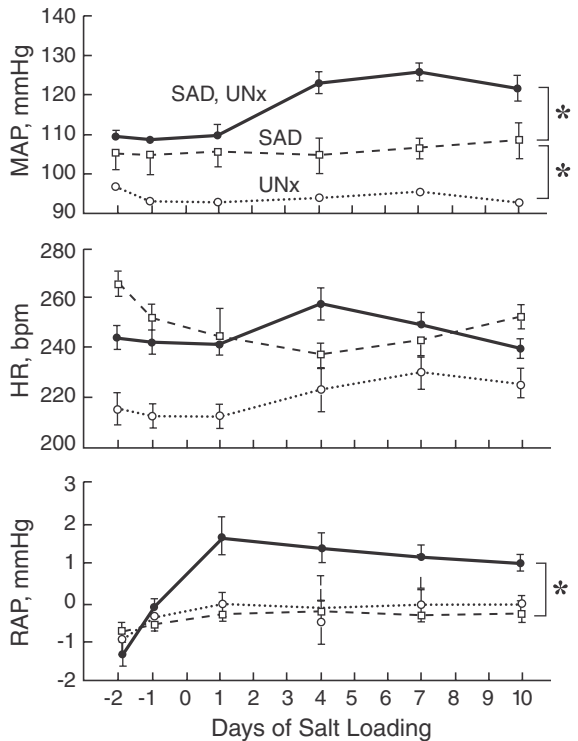 140
130
120
110
100
90
MAP, mmHg
SAD, UNx
SAD
UNx
*
*
280
260
240
220
200
HR, bpm
3
2
1
0
-1
-2
RAP, mmHg
*
-2 -1 0 1 2 3 4 5 6 7 8 9 10
Days of Salt Loading